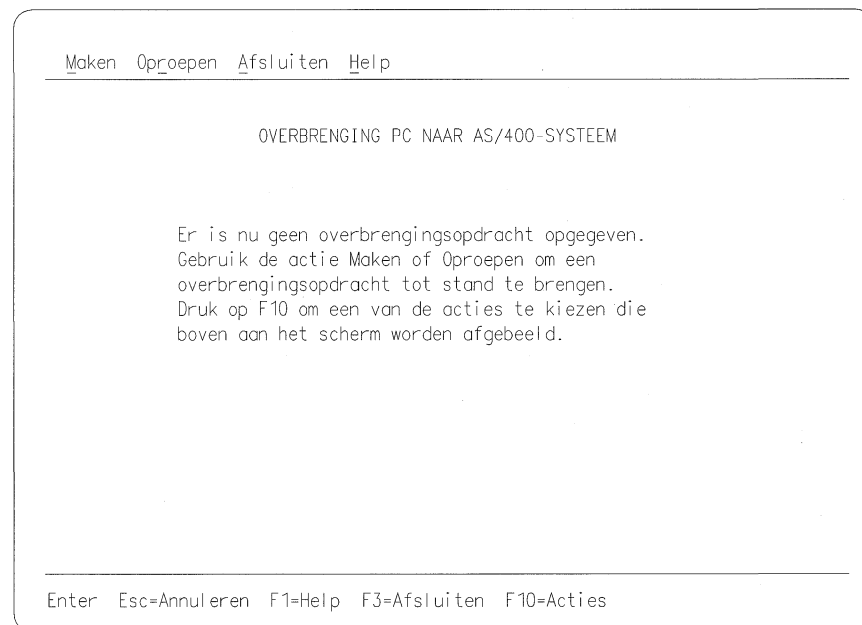 Maken Oproepen Afsluiten Help
OVERBRENGING PC NAAR AS/400-SYSTEEM
Er is nu geen overbrengingsopdracht opgegeven.
Gebruik de actie Maken of Oproepen om een
overbrengingsopdracht tot stand te brengen.
Druk op F10 om een van de acties te kiezen die
boven aan het scherm worden afgebeeld.
Enter Esc=Annuleren F1=Help F3=Afsluiten F10=Acties